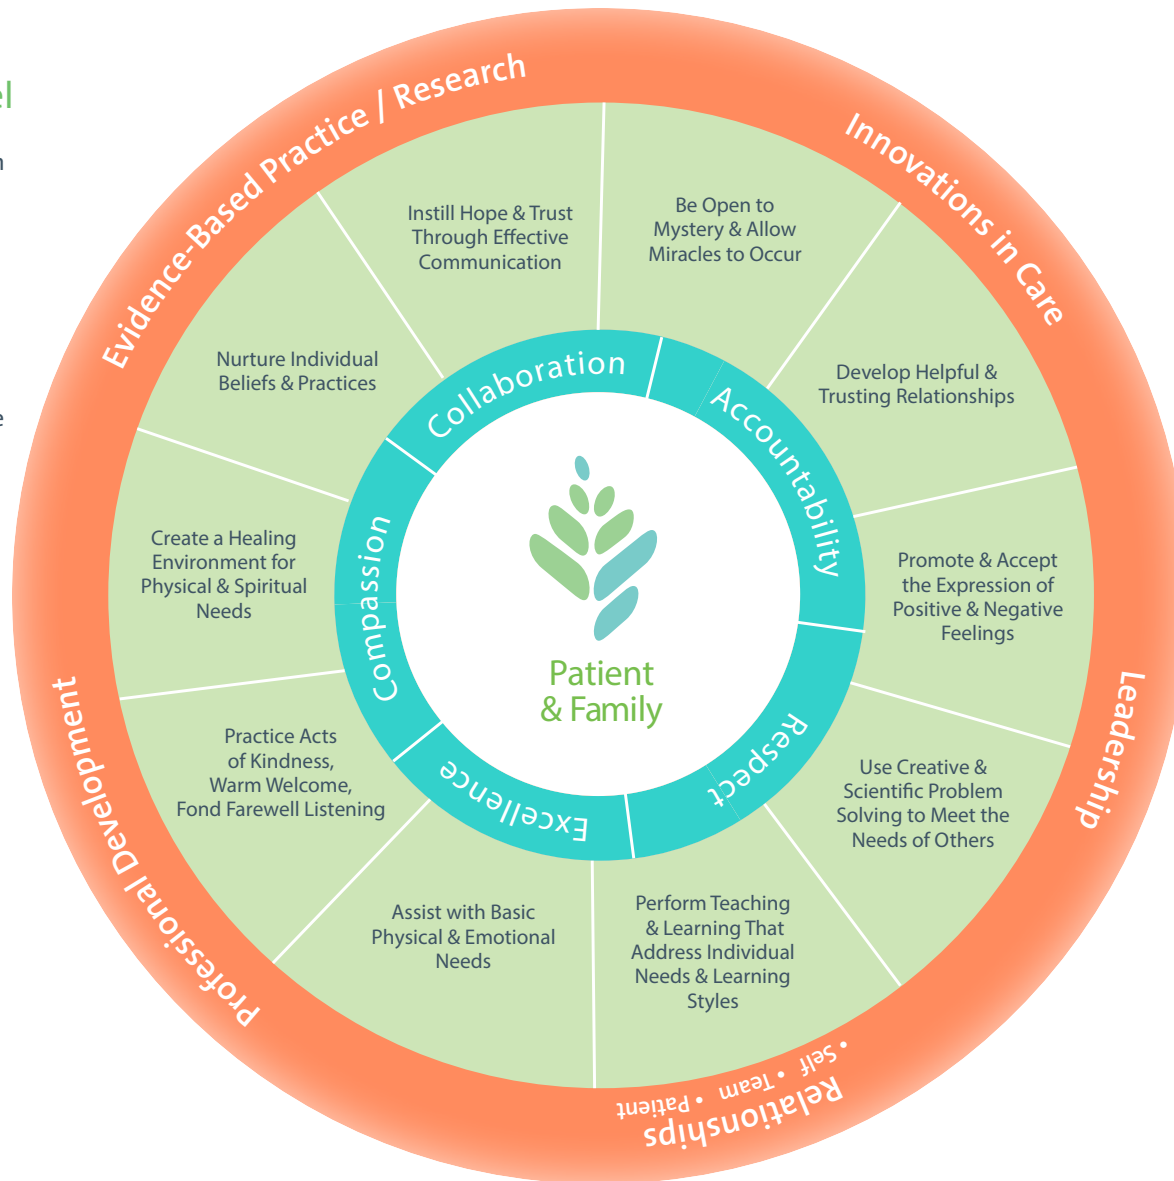 el
n
e
Evidence-Based Practice / Research
Innovations in Care
Leadership
Relationships
• Self • Team • Patient
Professional Development
Instill Hope & Trust
Through Effective
Communication
Be Open to
Mystery & Allow
Miracles to Occur
Develop Helpful &
Trusting Relationships
Promote & Accept
the Expression of
Positive & Negative
Feelings
Use Creative &
Scientific Problem
Solving to Meet the
Needs of Others
Perform Teaching
& Learning That
Address Individual
Needs & Learning
Styles
Assist with Basic
Physical & Emotional
Needs
Practice Acts
of Kindness,
Warm Welcome,
Fond Farewell Listening
Create a Healing
Environment for
Physical & Spiritual
Needs
Nurture Individual
Beliefs & Practices
Collaboration
Accountability
Respect
Excellence
Compassion
Patient
& Family